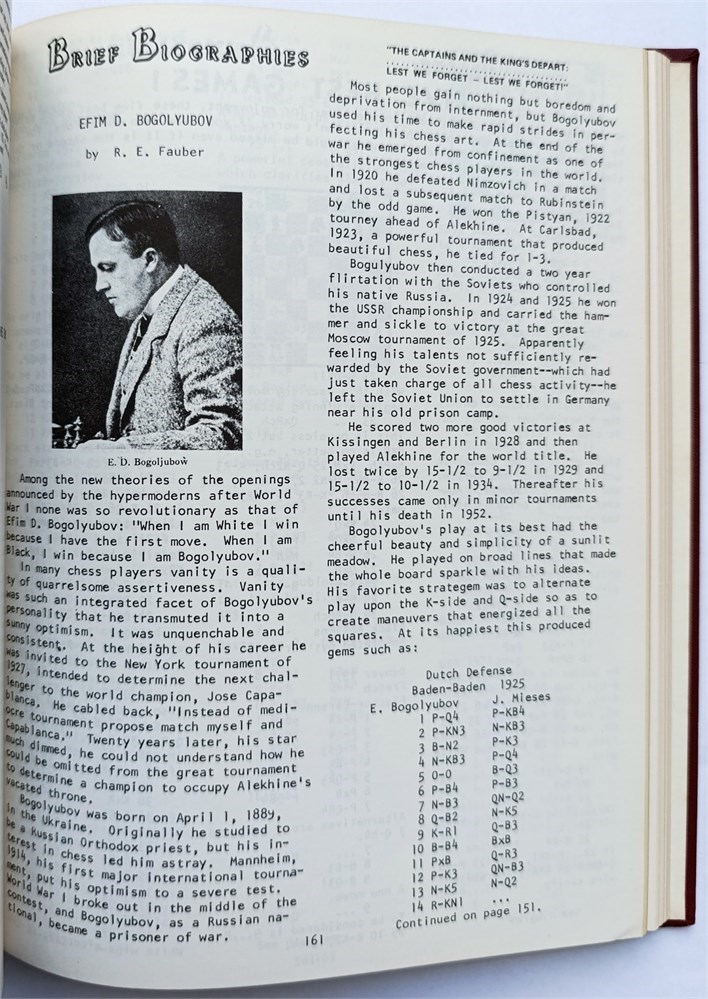 BRIEF BIOGRAPHIES
EFIM D. BOGOLYUBOV
by R. E. Fauber
E. D. Bogoljubow
Among the new theories of the openings
announced by the hypermoderns after World
War I none was so revolutionary as that of
Efim D. Bogolyubov: "When I am White I win
because I have the first move. When I am
Black, I win because I am Bogolyubov."
In many chess players vanity is a quali-
ty of quarrelsome assertiveness. Vanity
was such an integrated facet of Bogolyubov's
personality that he transmuted it into a
sunny optimism. It was unquenchable and
consistent. At the height of his career he
was invited to the New York tournament of
1927, intended to determine the next chal-
lenger to the world champion, Jose Capa-
blanca. He cabled back, "Instead of medi-
ocre tournament propose match myself and
Capablanca." Twenty years later, his star
much dimmed, he could not understand how he
could be omitted from the great tournament
to determine a champion to occupy Alekhine's
vacated throne.
Bogolyubov was born on April 1, 1889,
in the Ukraine. Originally he studied to
be a Russian Orthodox priest, but his in-
terest in chess led him astray. Mannheim,
1914, his first major international tourna-
ment, put his optimism to a severe test.
World War I broke out in the middle of the
contest, and Bogolyubov, as a Russian na-
tional, became a prisoner of war.
"THE CAPTAINS AND THE KING'S DEPART:
LEST WE FORGET – LEST WE FORGET!"
Most people gain nothing but boredom and
deprivation from internment, but Bogolyubov
used his time to make rapid strides in per-
fecting his chess art. At the end of the
war he emerged from confinement as one of
the strongest chess players in the world.
In 1920 he defeated Nimzovich in a match
and lost a subsequent match to Rubinstein
by the odd game. He won the Pistyan, 1922
tourney ahead of Alekhine. At Carlsbad,
1923, a powerful tournament that produced
beautiful chess, he tied for 1-3.
Bogulyubov then conducted a two year
flirtation with the Soviets who controlled
his native Russia. In 1924 and 1925 he won
the USSR championship and carried the ham-
mer and sickle to victory at the great
Moscow tournament of 1925. Apparently
feeling his talents not sufficiently re-
warded by the Soviet government--which had
just taken charge of all chess activity--he
left the Soviet Union to settle in Germany
near his old prison camp.
He scored two more good victories at
Kissingen and Berlin in 1928 and then
played Alekhine for the world title. He
lost twice by 15-1/2 to 9-1/2 in 1929 and
15-1/2 to 10-1/2 in 1934. Thereafter his
successes came only in minor tournaments
until his death in 1952.
Bogolyubov's play at its best had the
cheerful beauty and simplicity of a sunlit
meadow. He played on broad lines that made
the whole board sparkle with his ideas.
His favorite strategem was to alternate
play upon the K-side and Q-side so as to
create maneuvers that energized all the
squares. At its happiest this produced
gems such as:
Dutch Defense
Baden-Baden 1925
E. Bogolyubov J. Mieses
1 P-Q4 P-KB4
2 P-KN3 N-KB3
3 B-N2 P-K3
4 N-KB3 P-Q4
5 O-O B-Q3
6 P-B4 P-B3
7 N-B3 QN-Q2
8 Q-B2 N-K5
9 K-R1 Q-B3
10 B-B4 BxB
11 PxB Q-R3
12 P-K3 QN-B3
13 N-K5 N-Q2
14 R-KN1 ...
Continued on page 151.
161